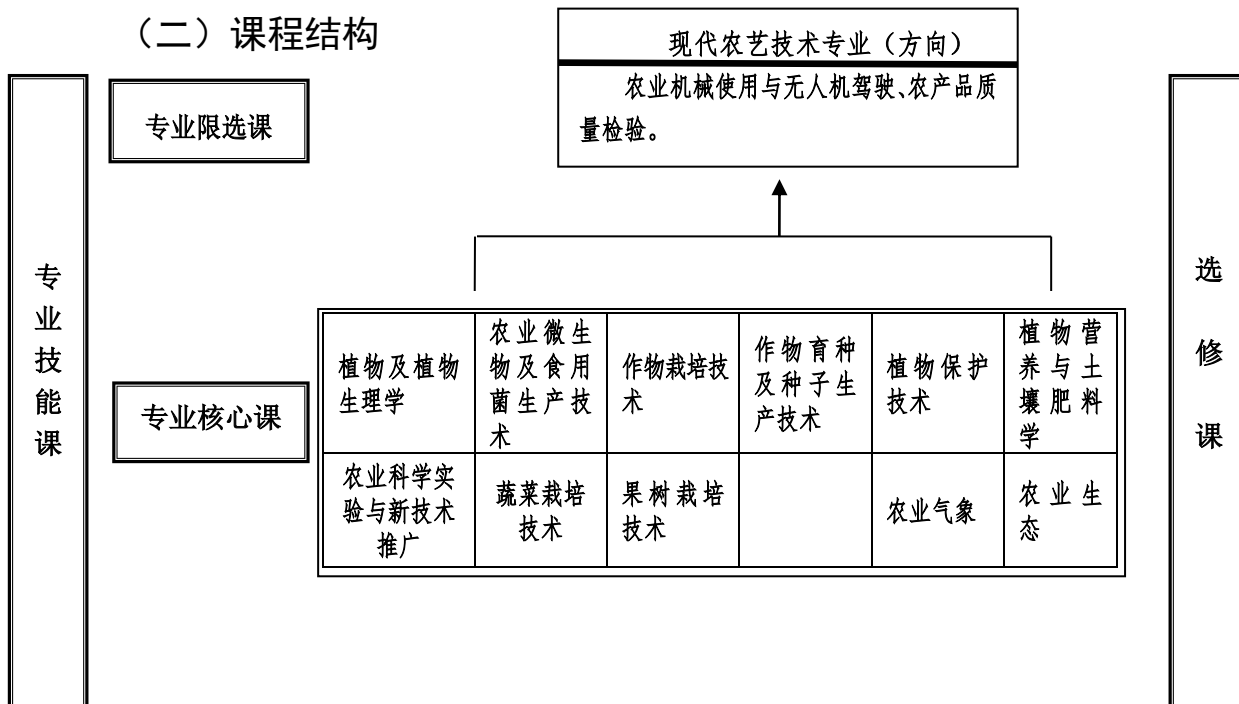 （二）课程结构
现代农艺技术专业（方向）
农业机械使用与无人机驾驶、农产品质
量检验。
专业限选课
专
业
技
能
课
选
修
课
专业核心课
植物及植物
生理学
农业微生
物及食用
菌生产技
术
作物栽培技
术
作物育种
及种子生
产技术
植物保护
技术
植物营
养与土
壤肥料
学
农业科学实
验与新技术
推广
蔬菜栽培
技术
果树栽培
技术
农业气象
农业生
态